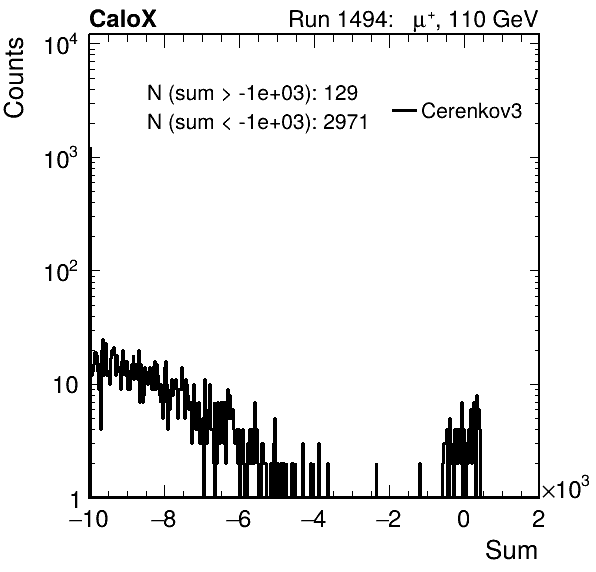 CaloX Run 1494: μ⁺, 110 GeV
Counts
N (sum > -1e+03): 129
N (sum < -1e+03): 2971
Cerenkov3
10⁴
10³
10²
10
1
−10 −8 −6 −4 −2 0 2
×10³
Sum